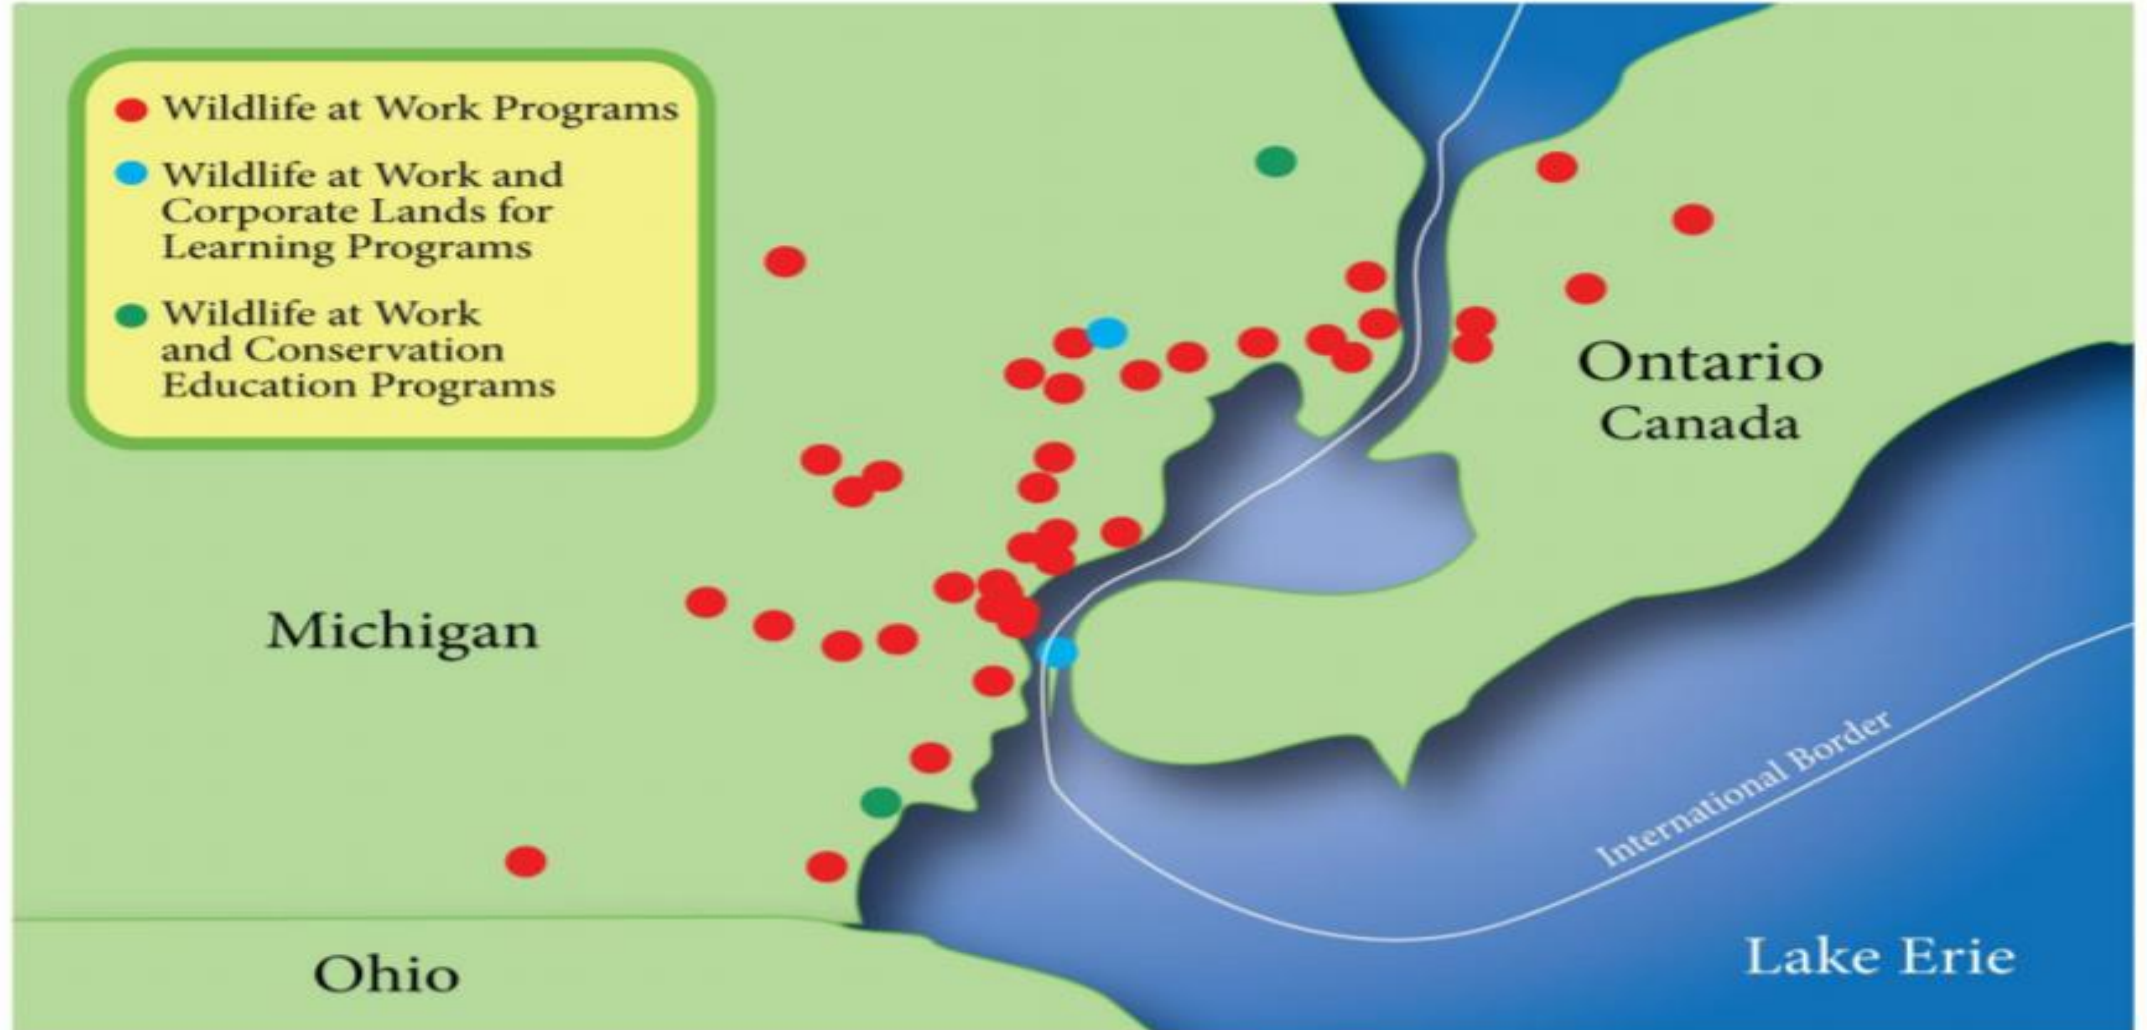 Wildlife at Work Programs
Wildlife at Work and
Corporate Lands for
Learning Programs
Wildlife at Work
and Conservation
Education Programs
Ontario
Canada
Michigan
International Border
Ohio
Lake Erie